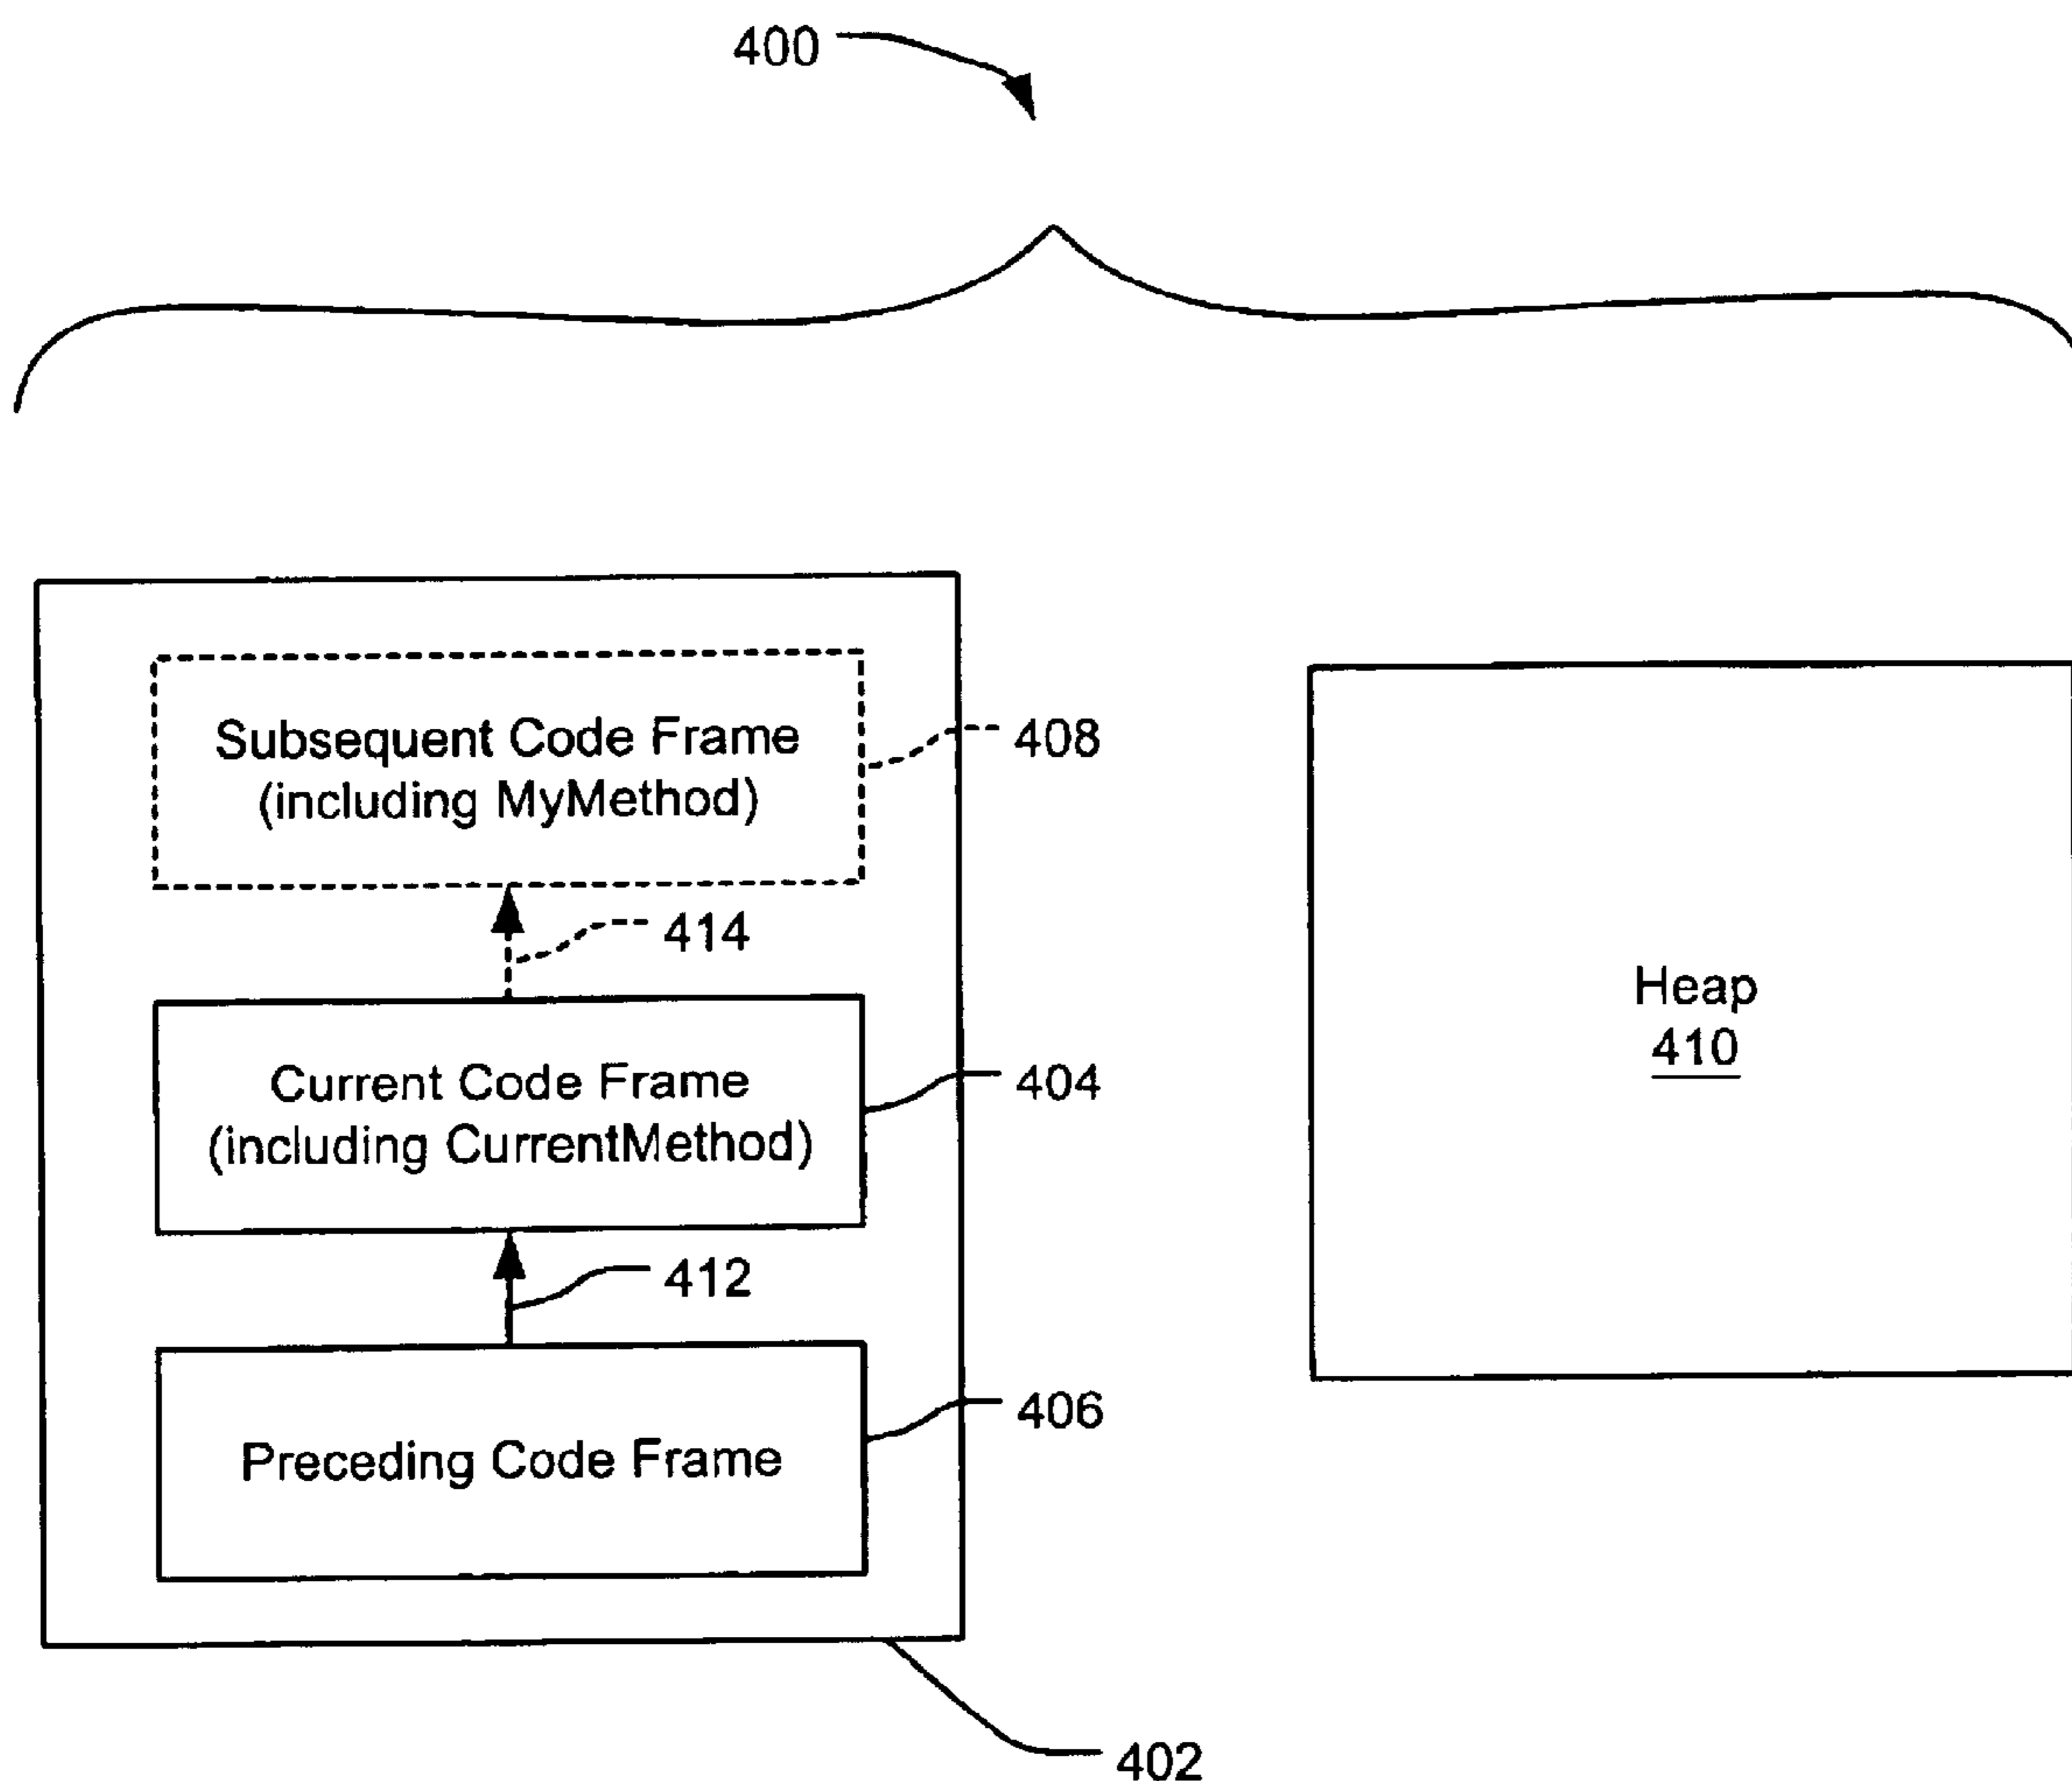 400
Subsequent Code Frame
(including MyMethod)
408
414
Current Code Frame
(including CurrentMethod)
404
412
Preceding Code Frame
406
402
Heap
410